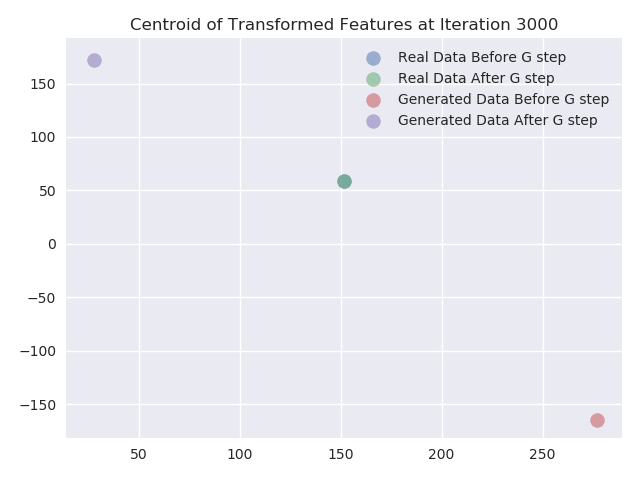 Centroid of Transformed Features at Iteration 3000
Real Data Before G step
Real Data After G step
Generated Data Before G step
Generated Data After G step
150
100
50
0
−50
−100
−150
50
100
150
200
250